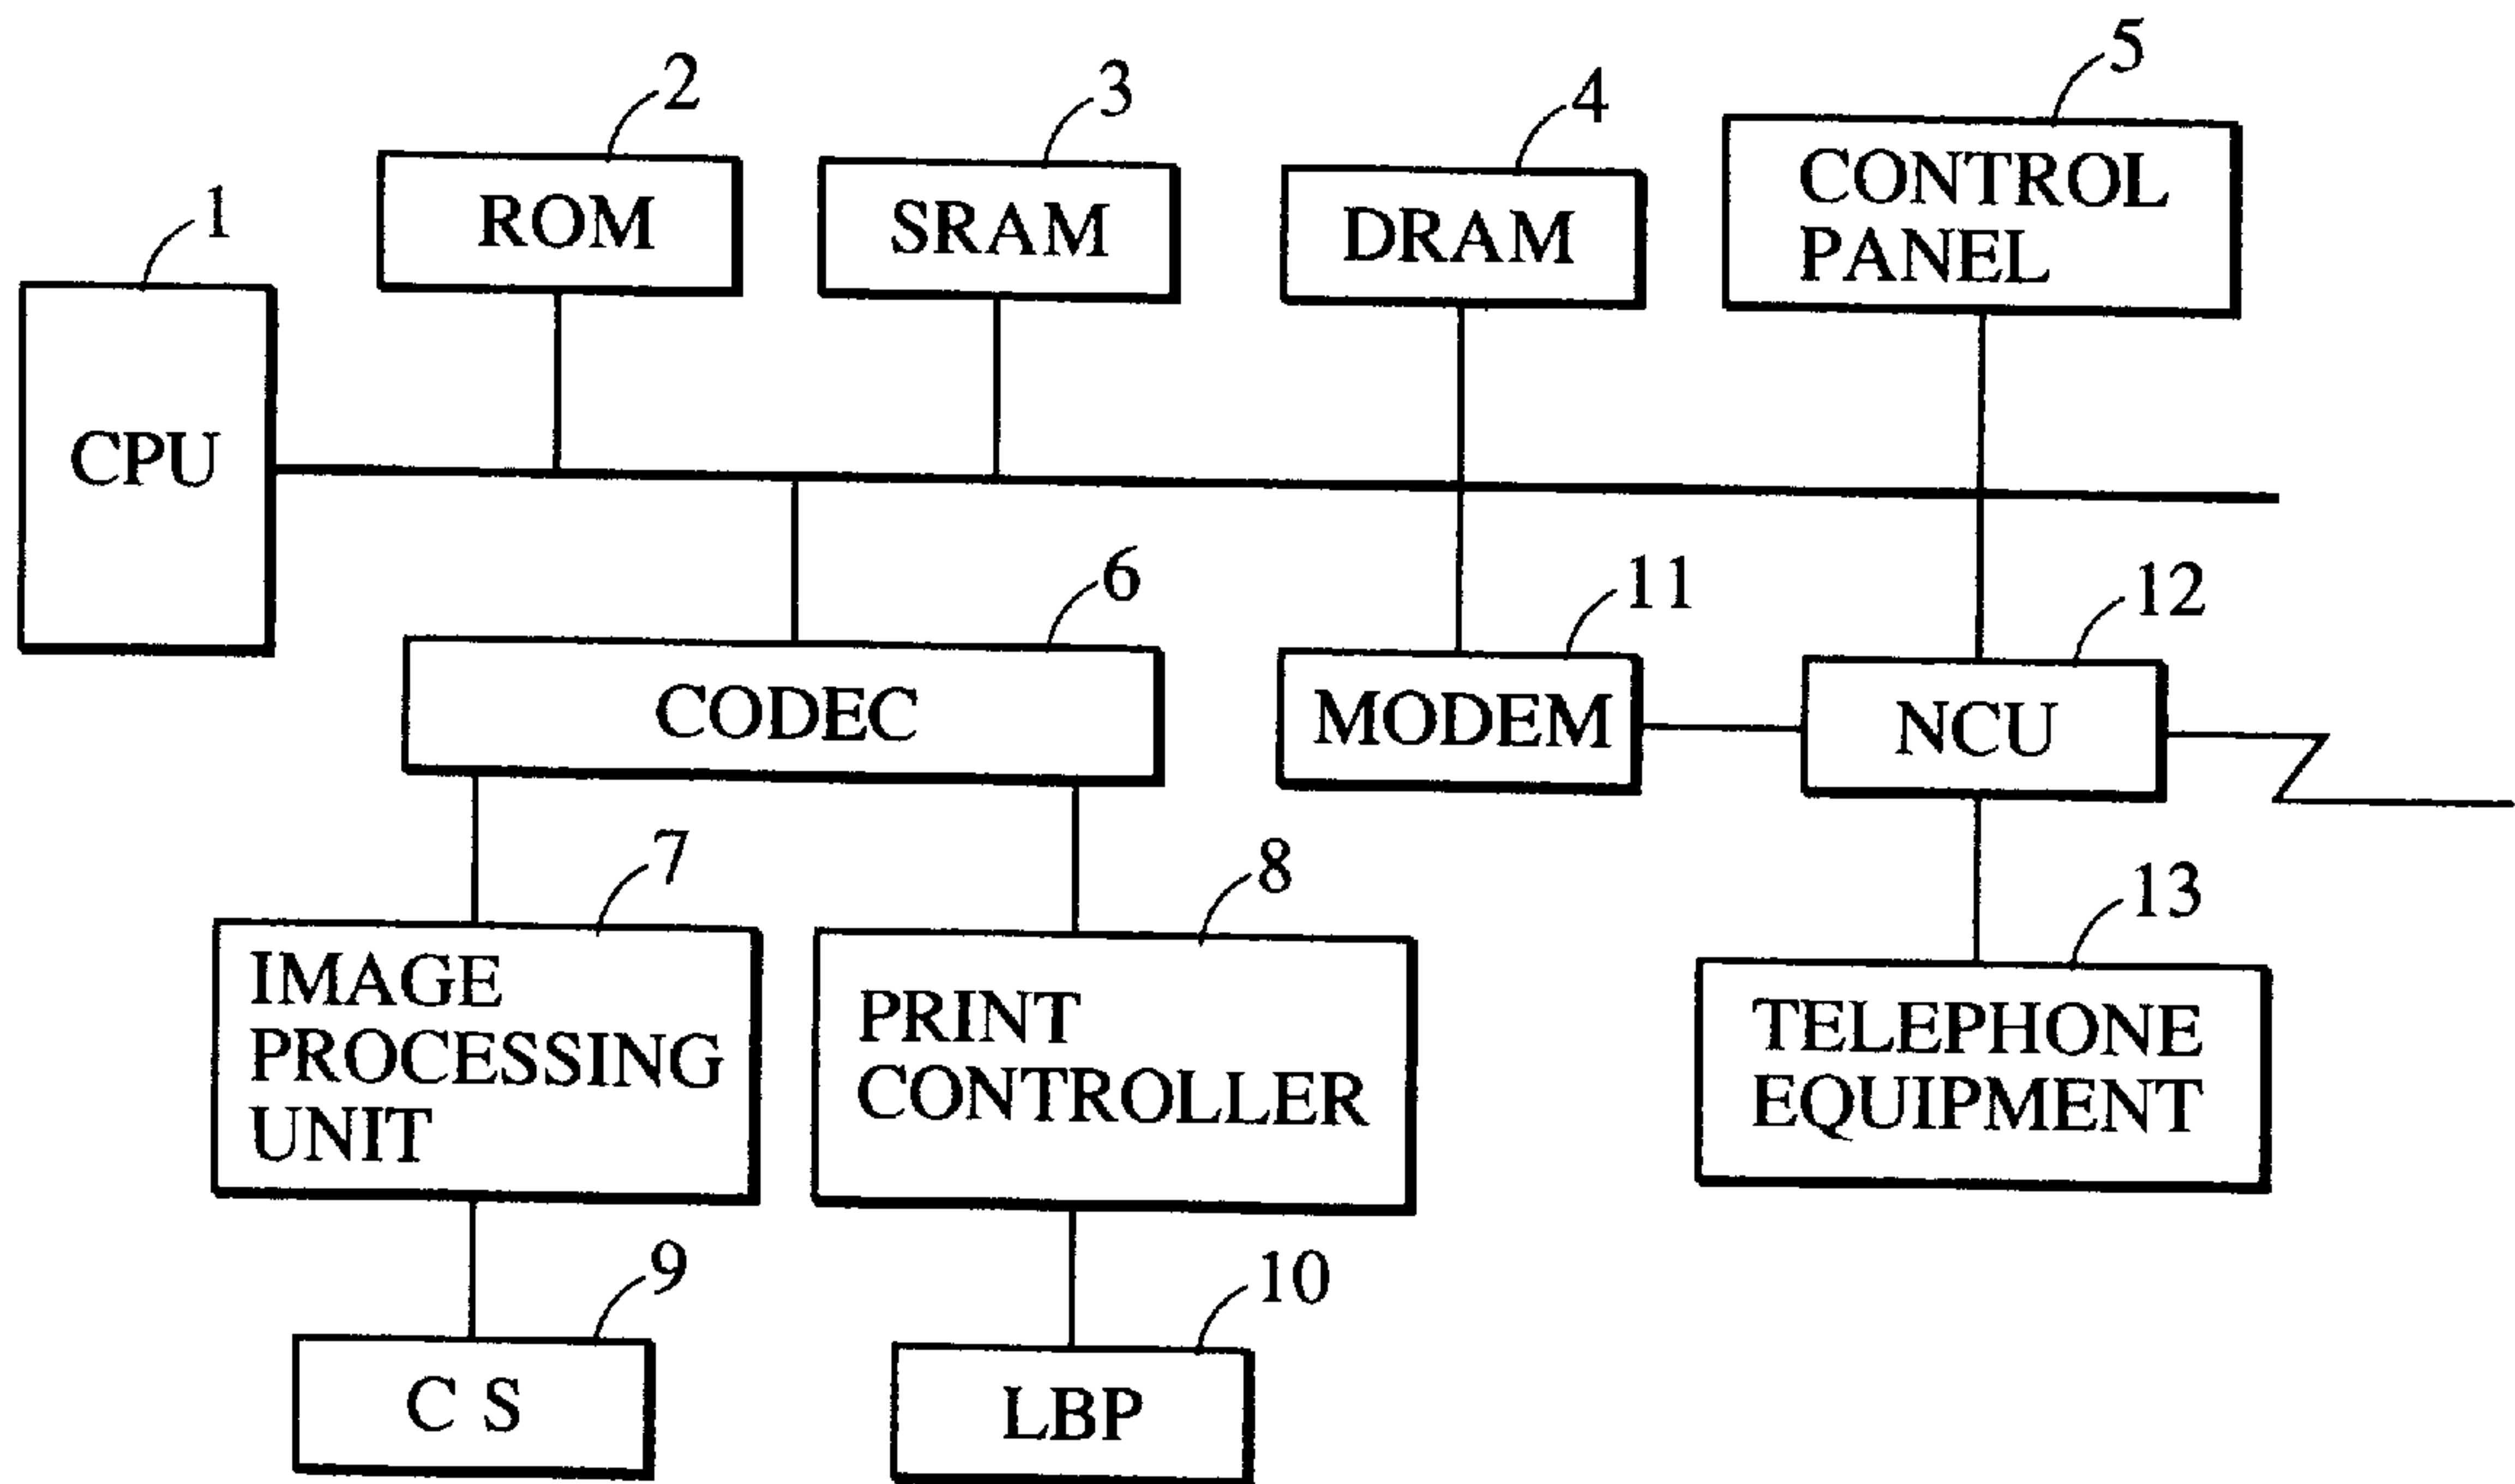 5
2
3
4
1
ROM
SRAM
DRAM
CONTROL
PANEL
CPU
6
11
12
CODEC
MODEM
NCU
7
8
13
IMAGE
PROCESSING
UNIT
PRINT
CONTROLLER
TELEPHONE
EQUIPMENT
9
10
C S
LBP